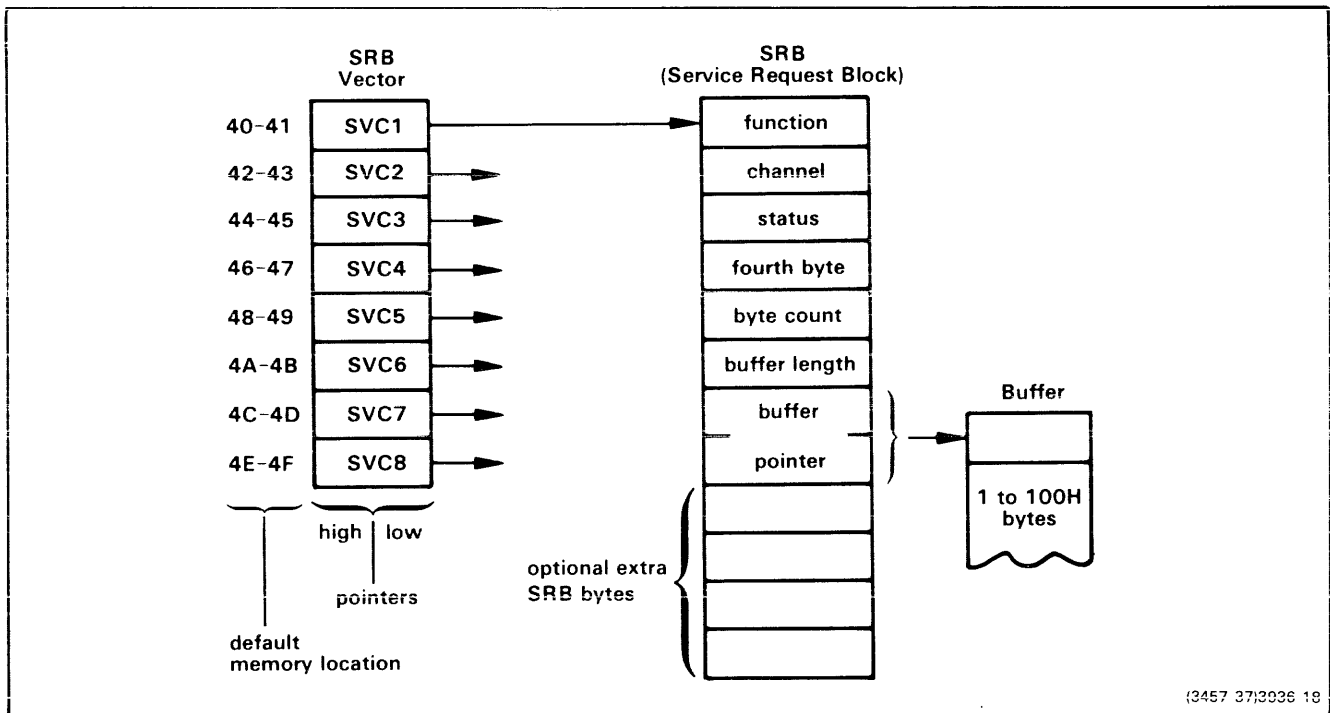 SRB
Vector
40-41 SVC1
42-43 SVC2
44-45 SVC3
46-47 SVC4
48-49 SVC5
4A-4B SVC6
4C-4D SVC7
4E-4F SVC8
high low
pointers
default
memory location
SRB
(Service Request Block)
function
channel
status
fourth byte
byte count
buffer length
buffer
pointer
optional extra
SRB bytes
Buffer
1 to 100H
bytes
(3457-37)3936-18